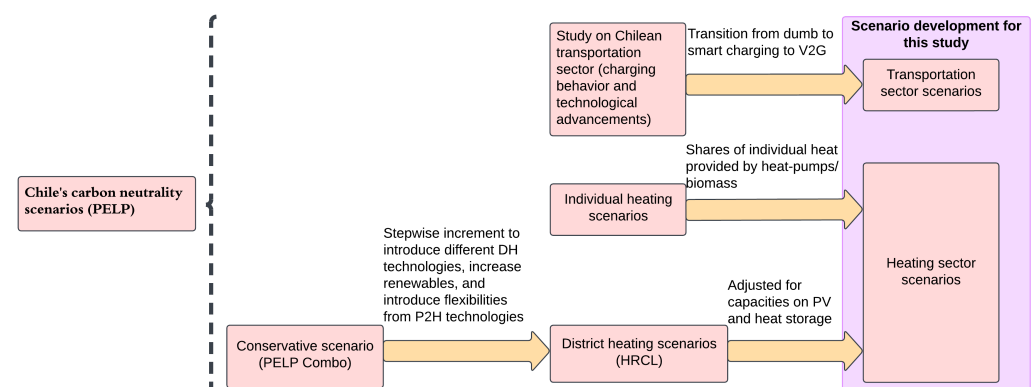 Chile's carbon neutrality
scenarios (PELP)
Conservative scenario
(PELP Combo)
Stepwise increment to
introduce different DH
technologies, increase
renewables, and
introduce flexibilities
from P2H technologies
Study on Chilean
transportation
sector (charging
behavior and
technological
advancements)
Transition from dumb to
smart charging to V2G
Individual heating
scenarios
Shares of individual heat
provided by heat-pumps/
biomass
District heating scenarios
(HRCL)
Adjusted for
capacities on PV
and heat storage
Scenario development for
this study
Transportation
sector scenarios
Heating sector
scenarios